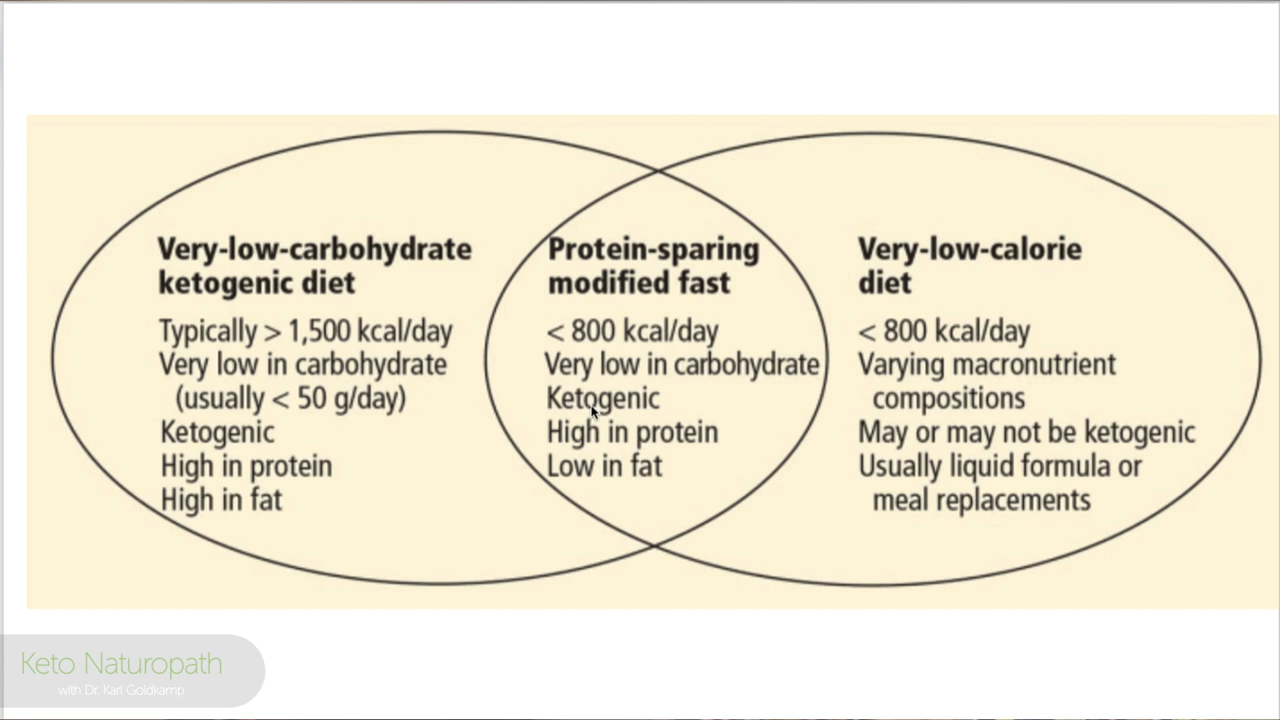 Very-low-carbohydrate
ketogenic diet
Typically > 1,500 kcal/day
Very low in carbohydrate
(usually < 50 g/day)
Ketogenic
High in protein
High in fat
Protein-sparing
modified fast
< 800 kcal/day
Very low in carbohydrate
Ketogenic
High in protein
Low in fat
Very-low-calorie
diet
< 800 kcal/day
Varying macronutrient
compositions
May or may not be ketogenic
Usually liquid formula or
meal replacements
Keto Naturopath
with Dr. Karl Goldkamp